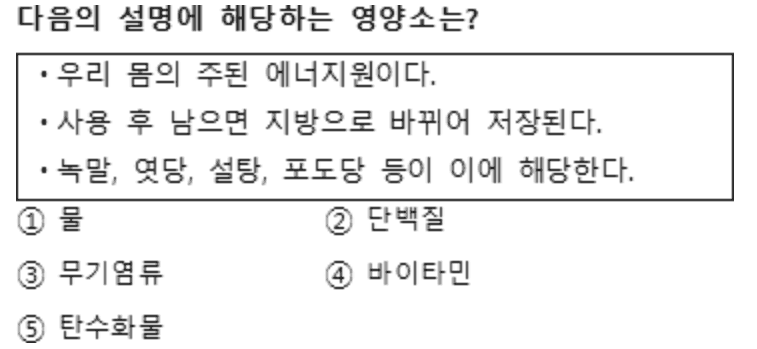 다음의 설명에 해당하는 영양소는?
•우리 몸의 주된 에너지원이다.
•사용 후 남으면 지방으로 바뀌어 저장된다.
•녹말, 엿당, 설탕, 포도당 등이 이에 해당한다.
① 물 ② 단백질
③ 무기염류 ④ 바이타민
⑤ 탄수화물